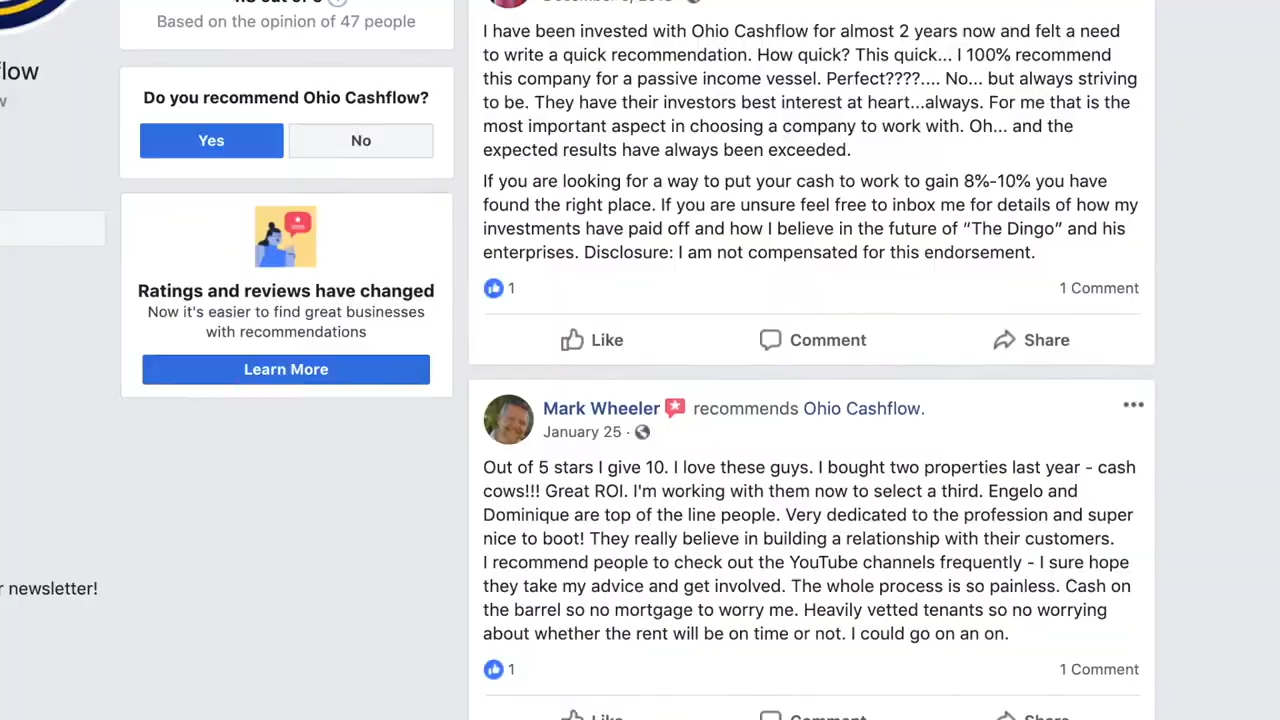 Based on the opinion of 47 people
flow
Do you recommend Ohio Cashflow?
Yes
No
Ratings and reviews have changed
Now it's easier to find great businesses
with recommendations
Learn More
r newsletter!
I have been invested with Ohio Cashflow for almost 2 years now and felt a need
to write a quick recommendation. How quick? This quick... I 100% recommend
this company for a passive income vessel. Perfect????.... No... but always striving
to be. They have their investors best interest at heart...always. For me that is the
most important aspect in choosing a company to work with. Oh... and the
expected results have always been exceeded.
If you are looking for a way to put your cash to work to gain 8%-10% you have
found the right place. If you are unsure feel free to inbox me for details of how my
investments have paid off and how I believe in the future of “The Dingo” and his
enterprises. Disclosure: I am not compensated for this endorsement.
1
1 Comment
Like
Comment
Share
Mark Wheeler recommends Ohio Cashflow.
January 25 ·
Out of 5 stars I give 10. I love these guys. I bought two properties last year - cash
cows!!! Great ROI. I'm working with them now to select a third. Engelo and
Dominique are top of the line people. Very dedicated to the profession and super
nice to boot! They really believe in building a relationship with their customers.
I recommend people to check out the YouTube channels frequently - I sure hope
they take my advice and get involved. The whole process is so painless. Cash on
the barrel so no mortgage to worry me. Heavily vetted tenants so no worrying
about whether the rent will be on time or not. I could go on an on.
1
1 Comment
Like
Comment
Share